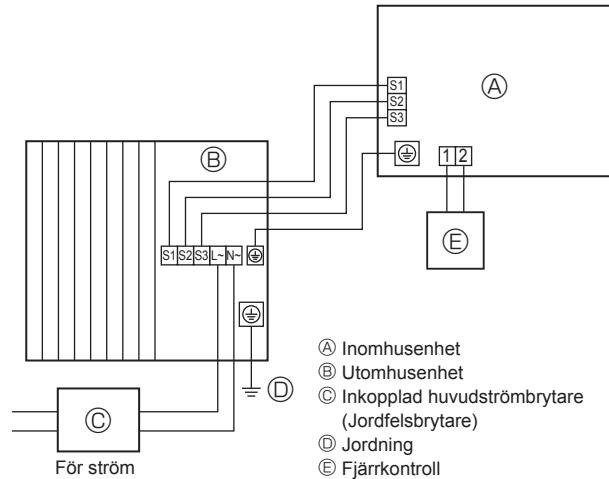 S1
S2
S3
Ⓐ
1 2
Ⓔ
Ⓑ
S1 S2 S3 L~ N~
Ⓓ
Ⓒ
För ström
Ⓐ Inomhusenhet
Ⓑ Utomhusenhet
Ⓒ Inkopplad huvudströmbrytare
(Jordfelsbrytare)
Ⓓ Jordning
Ⓔ Fjärrkontroll